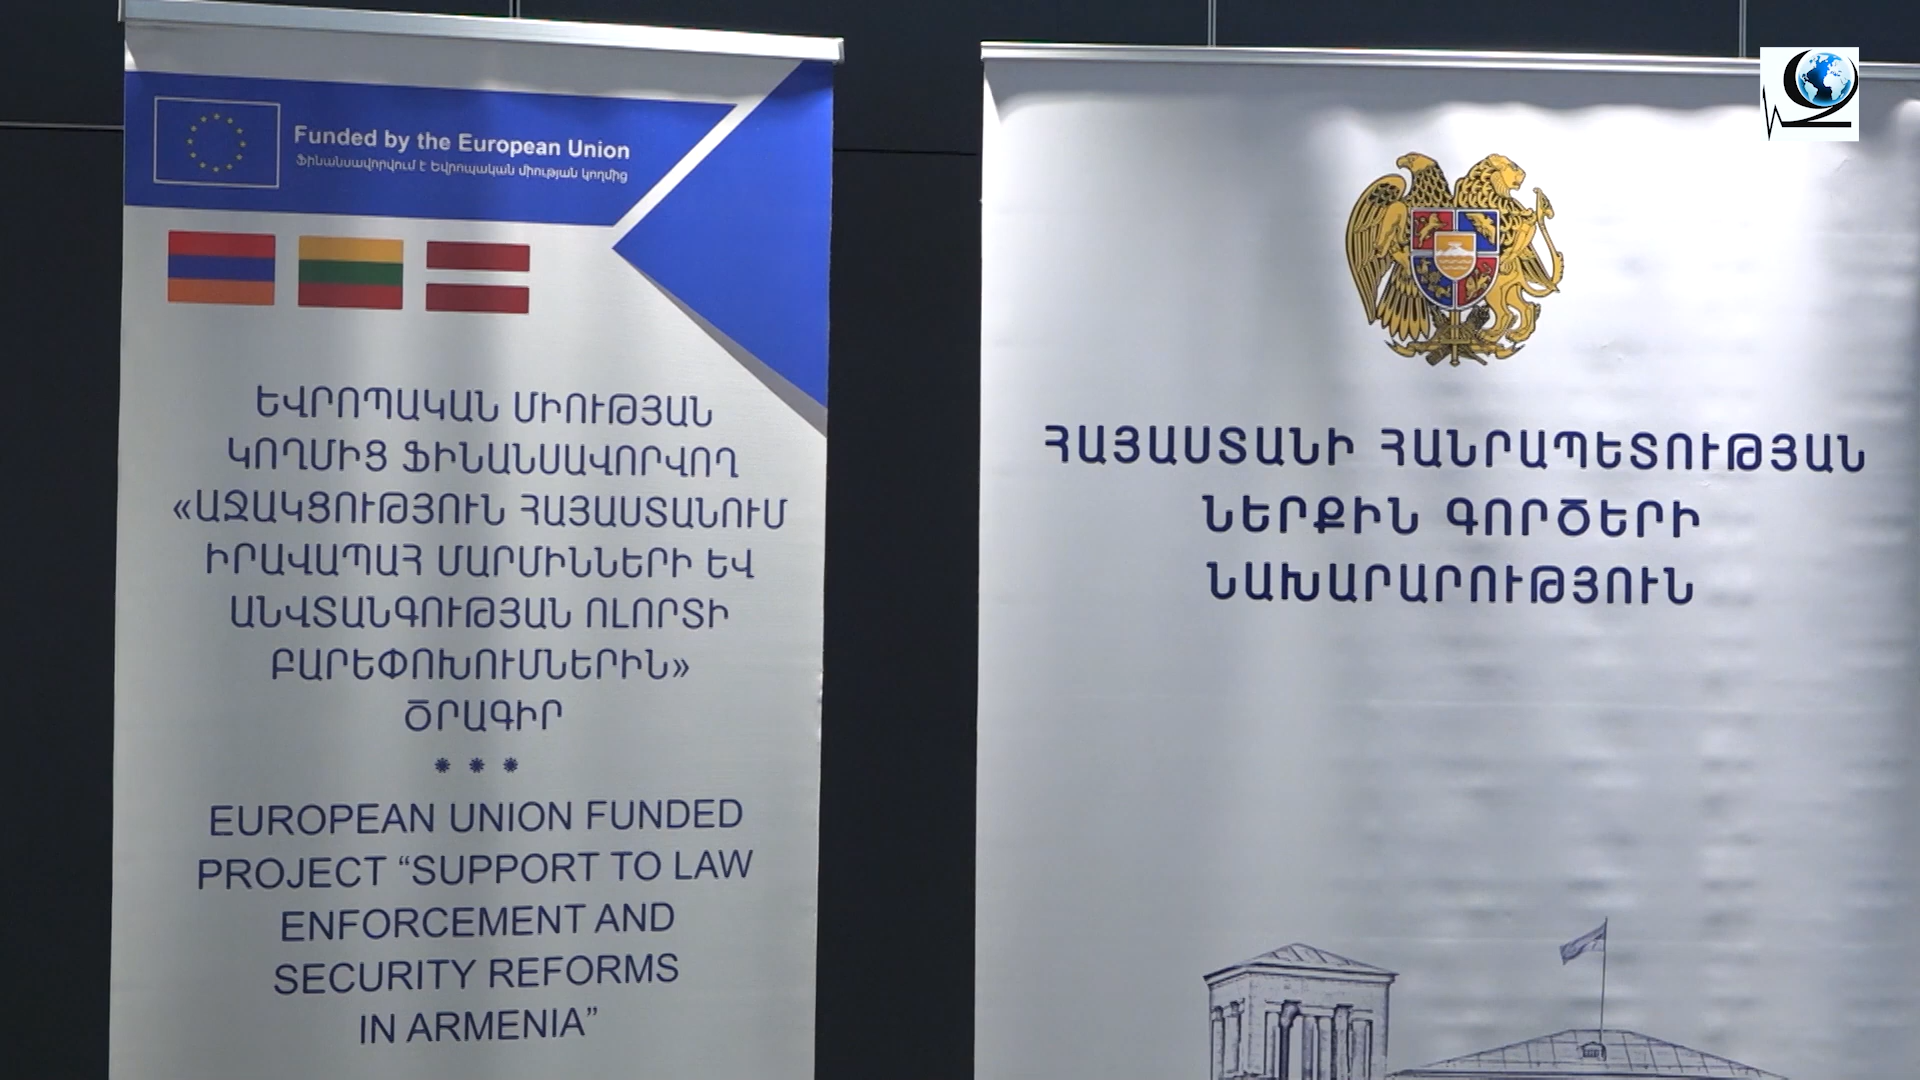 Funded by the European Union
Ֆինանսավորվում է Եվրոպական միության կողմից
ԵՎՐՈՊԱԿԱՆ ՄԻՈՒԹՅԱՆ
ԿՈՂՄԻՑ ՖԻՆԱՆՍԱՎՈՐՎՈՂ
«ԱՋԱԿՑՈՒԹՅՈՒՆ ՀԱՅԱՍՏԱՆՈՒՄ
ԻՐԱՎԱՊԱՀ ՄԱՐՄԻՆՆԵՐԻ ԵՎ
ԱՆՎՏԱՆԳՈՒԹՅԱՆ ՈԼՈՐՏԻ
ԲԱՐԵՓՈԽՈՒՄՆԵՐԻՆ»
ԾՐԱԳԻՐ
EUROPEAN UNION FUNDED
PROJECT “SUPPORT TO LAW
ENFORCEMENT AND
SECURITY REFORMS
IN ARMENIA”
ՀԱՅԱՍՏԱՆԻ ՀԱՆՐԱՊԵՏՈՒԹՅԱՆ
ՆԵՐՔԻՆ ԳՈՐԾԵՐԻ
ՆԱԽԱՐԱՐՈՒԹՅՈՒՆ